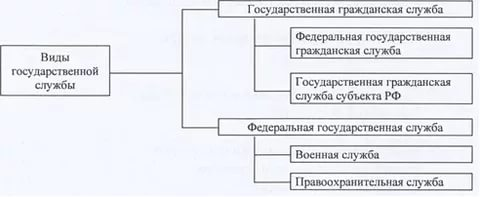 Виды
государственной
службы
Государственная гражданская служба
Федеральная государственная
гражданская служба
Государственная гражданская
служба субъекта РФ
Федеральная государственная служба
Военная служба
Правоохранительная служба